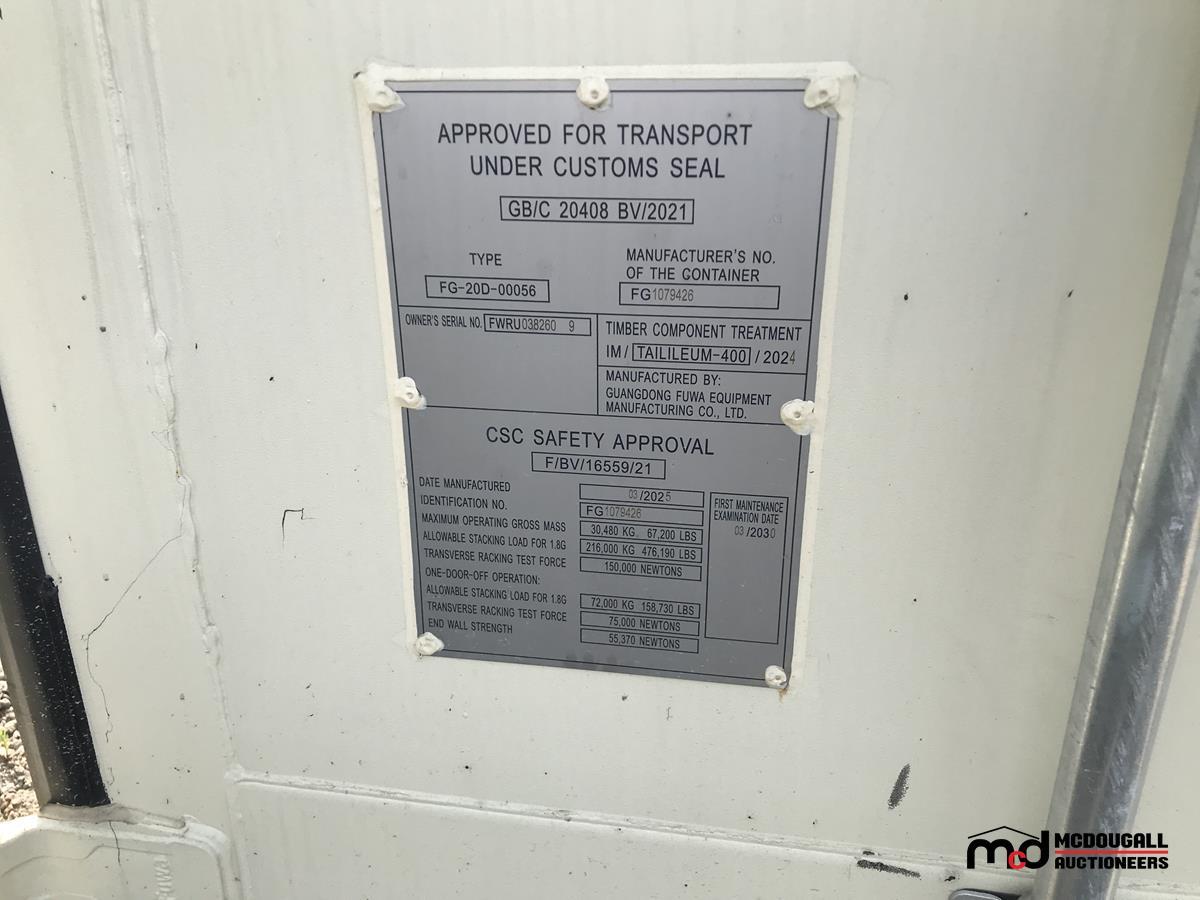 APPROVED FOR TRANSPORT
UNDER CUSTOMS SEAL
GB/C 20408 BV/2021
TYPE
FG-20D-00056
MANUFACTURER'S NO.
OF THE CONTAINER
FG1079426
OWNER'S SERIAL NO. FWRU038260 9
TIMBER COMPONENT TREATMENT
IM / TAILILEUM-400 / 2024
MANUFACTURED BY:
GUANGDONG FUWA EQUIPMENT
MANUFACTURING CO., LTD.
CSC SAFETY APPROVAL
F/BV/16559/21
DATE MANUFACTURED 03/2025
IDENTIFICATION NO. FG1079426
MAXIMUM OPERATING GROSS MASS 30,480 KG 67,200 LBS
ALLOWABLE STACKING LOAD FOR 1.8G 216,000 KG 476,190 LBS
TRANSVERSE RACKING TEST FORCE 150,000 NEWTONS
ONE-DOOR-OFF OPERATION:
ALLOWABLE STACKING LOAD FOR 1.8G 72,000 KG 158,730 LBS
TRANSVERSE RACKING TEST FORCE 75,000 NEWTONS
END WALL STRENGTH 55,370 NEWTONS
FIRST MAINTENANCE
EXAMINATION DATE
03/2030
mcd MCDOUGALL
AUCTIONEERS